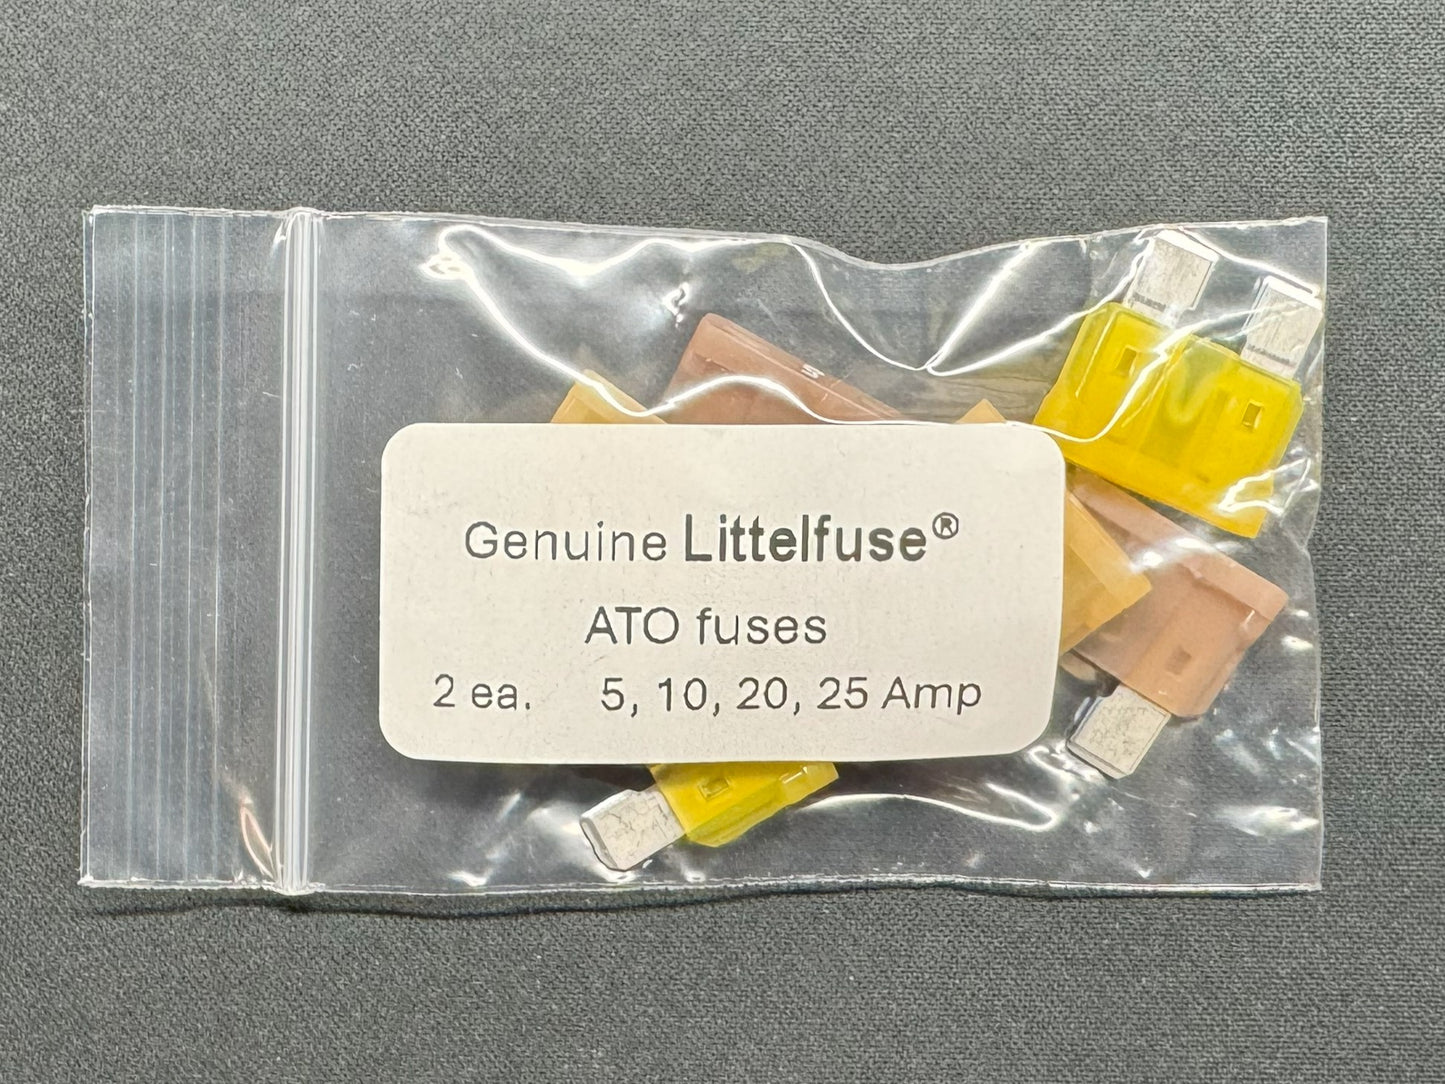 Genuine Littelfuse®
ATO fuses
2 ea. 5, 10, 20, 25 Amp